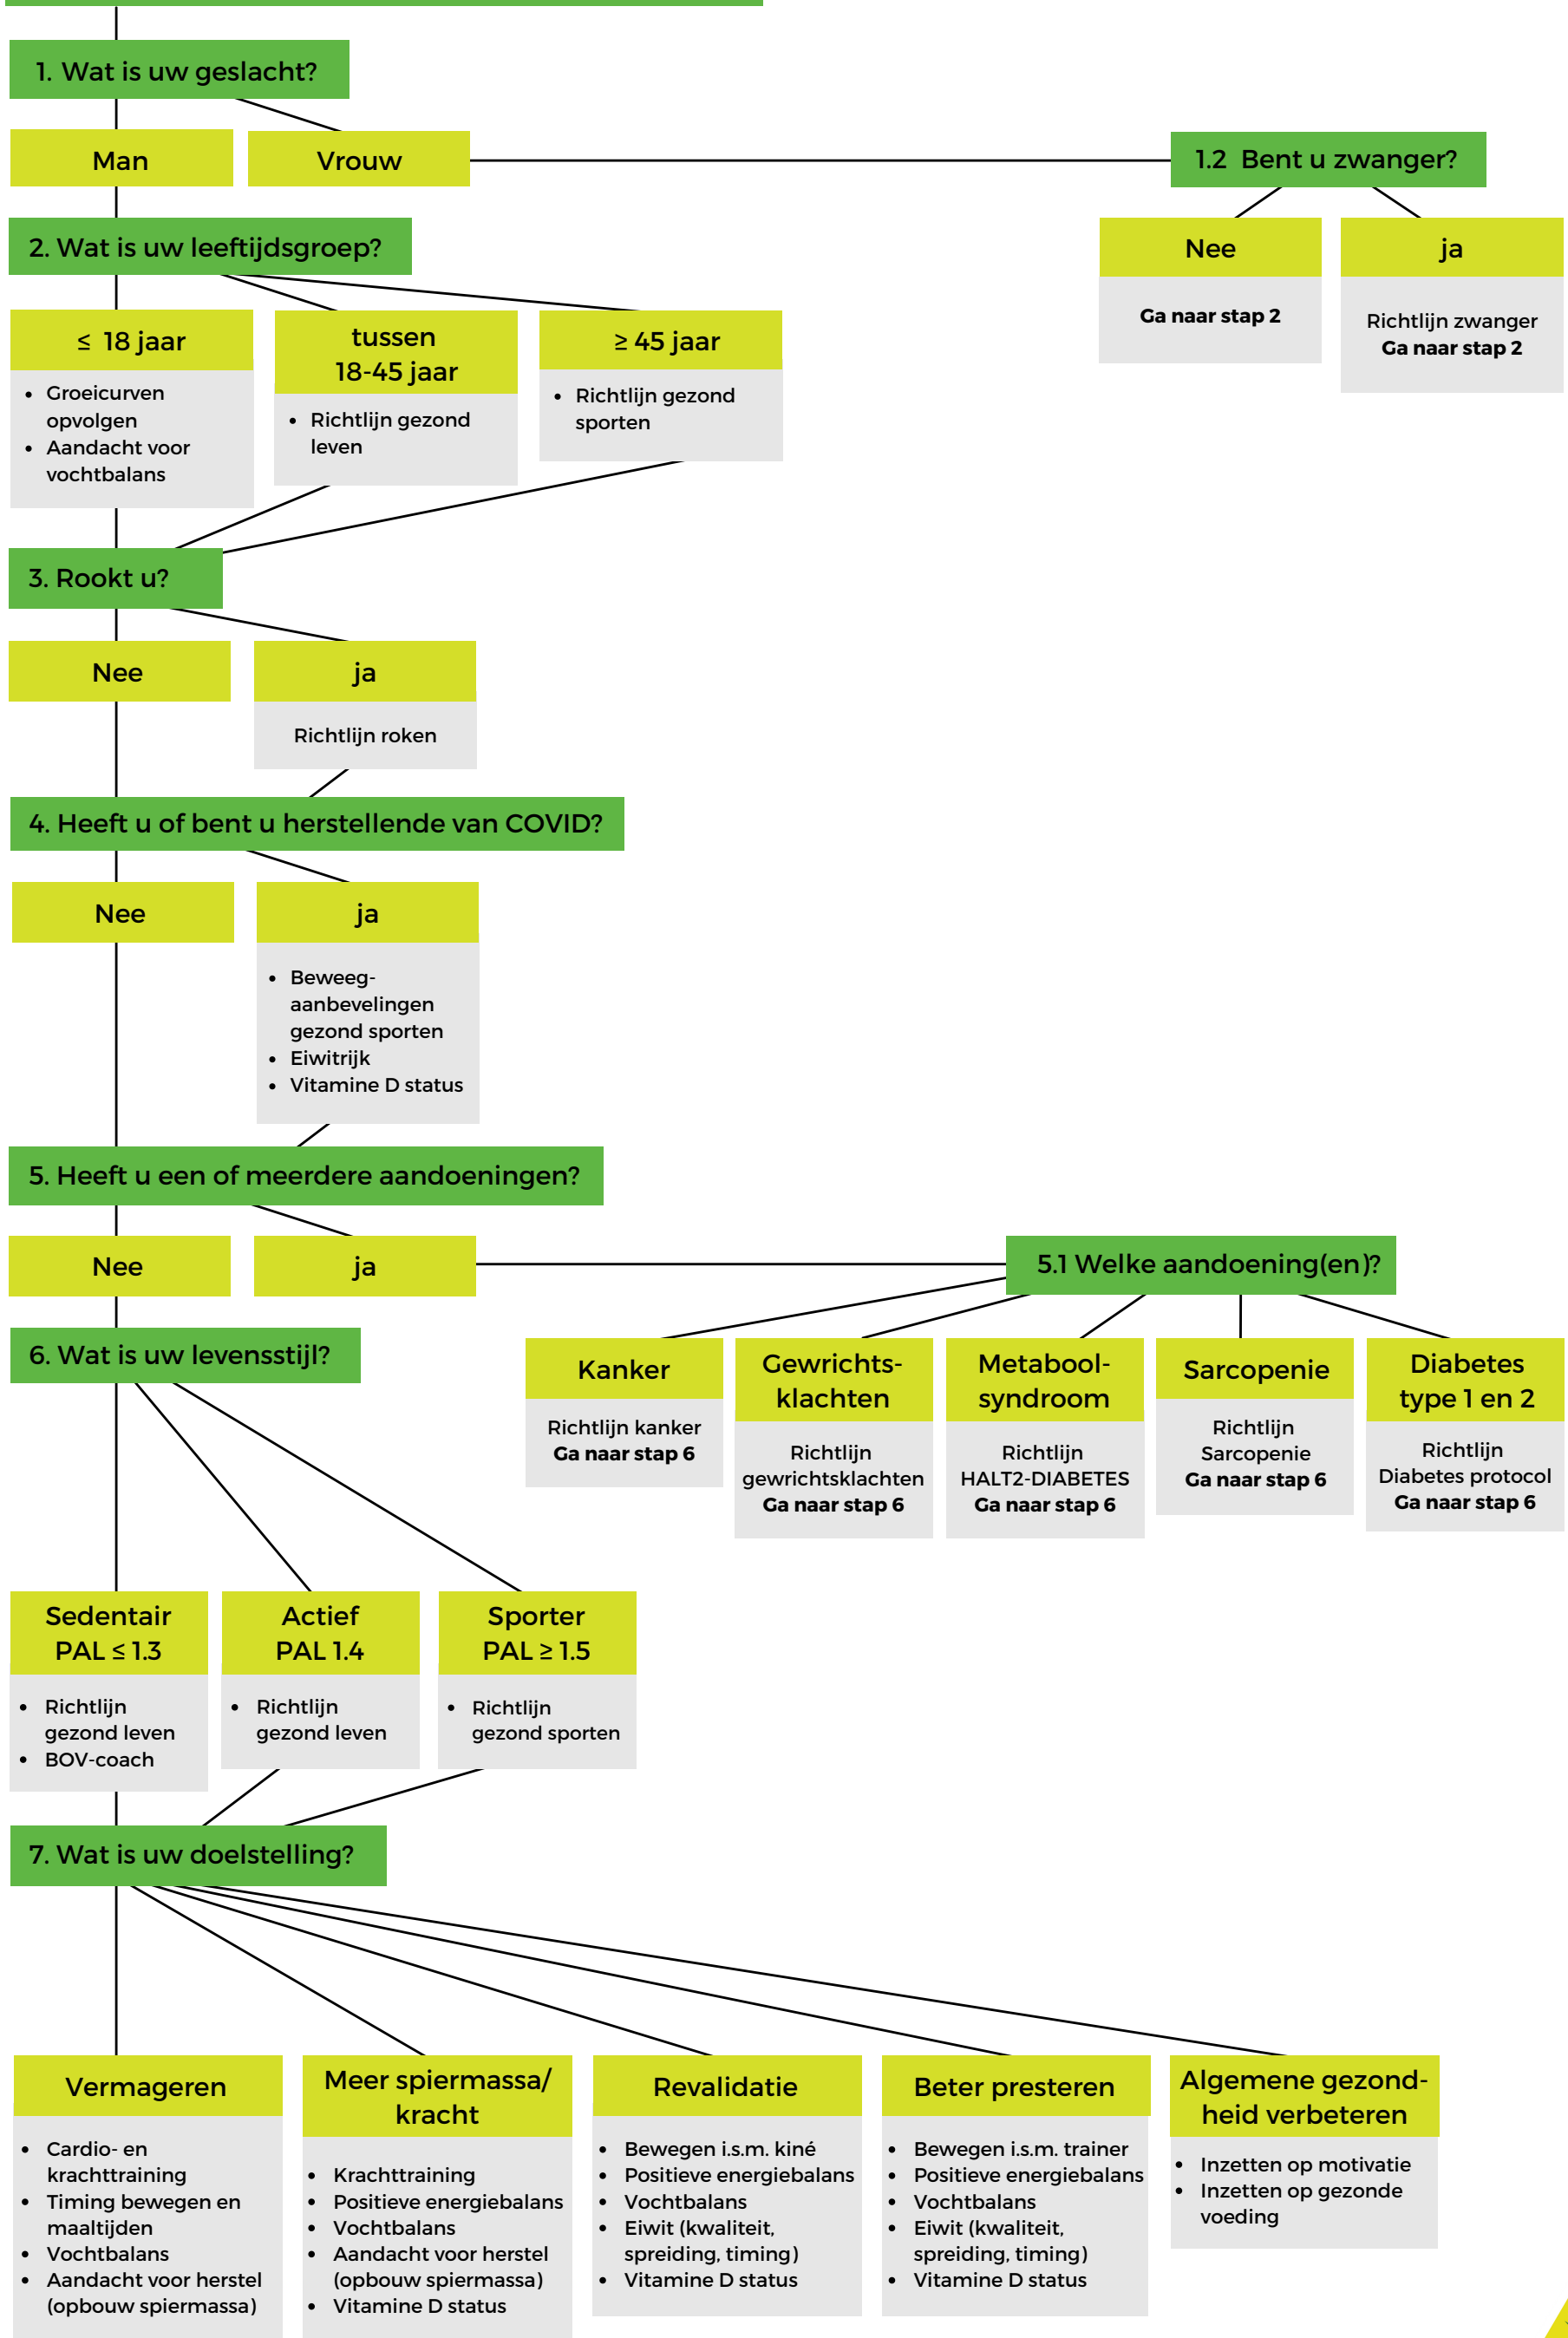 1. Wat is uw geslacht?
Man
Vrouw
1.2 Bent u zwanger?
Nee
Ga naar stap 2
ja
Richtlijn zwanger
Ga naar stap 2
2. Wat is uw leeftijdsgroep?
≤ 18 jaar
• Groeicurven
opvolgen
• Aandacht voor
vochtbalans
tussen
18-45 jaar
• Richtlijn gezond
leven
≥ 45 jaar
• Richtlijn gezond
sporten
3. Rookt u?
Nee
ja
Richtlijn roken
4. Heeft u of bent u herstellende van COVID?
Nee
ja
• Beweeg-
aanbevelingen
gezond sporten
• Eiwitrijk
• Vitamine D status
5. Heeft u een of meerdere aandoeningen?
Nee
ja
5.1 Welke aandoening(en)?
Kanker
Richtlijn kanker
Ga naar stap 6
Gewrichts-
klachten
Richtlijn
gewrichtsklachten
Ga naar stap 6
Metabool-
syndroom
Richtlijn
HALT2-DIABETES
Ga naar stap 6
Sarcopenie
Richtlijn
Sarcopenie
Ga naar stap 6
Diabetes
type 1 en 2
Richtlijn
Diabetes protocol
Ga naar stap 6
6. Wat is uw levensstijl?
Sedentair
PAL ≤ 1.3
• Richtlijn
gezond leven
• BOV-coach
Actief
PAL 1.4
• Richtlijn
gezond leven
Sporter
PAL ≥ 1.5
• Richtlijn
gezond sporten
7. Wat is uw doelstelling?
Vermageren
• Cardio- en
krachttraining
• Timing bewegen en
maaltijden
• Vochtbalans
• Aandacht voor herstel
(opbouw spiermassa)
Meer spiermassa/
kracht
• Krachttraining
• Positieve energiebalans
• Vochtbalans
• Aandacht voor herstel
(opbouw spiermassa)
• Vitamine D status
Revalidatie
• Bewegen i.s.m. kiné
• Positieve energiebalans
• Vochtbalans
• Eiwit (kwaliteit,
spreiding, timing)
• Vitamine D status
Beter presteren
• Bewegen i.s.m. trainer
• Positieve energiebalans
• Vochtbalans
• Eiwit (kwaliteit,
spreiding, timing)
• Vitamine D status
Algemene gezond-
heid verbeteren
• Inzetten op motivatie
• Inzetten op gezonde
voeding